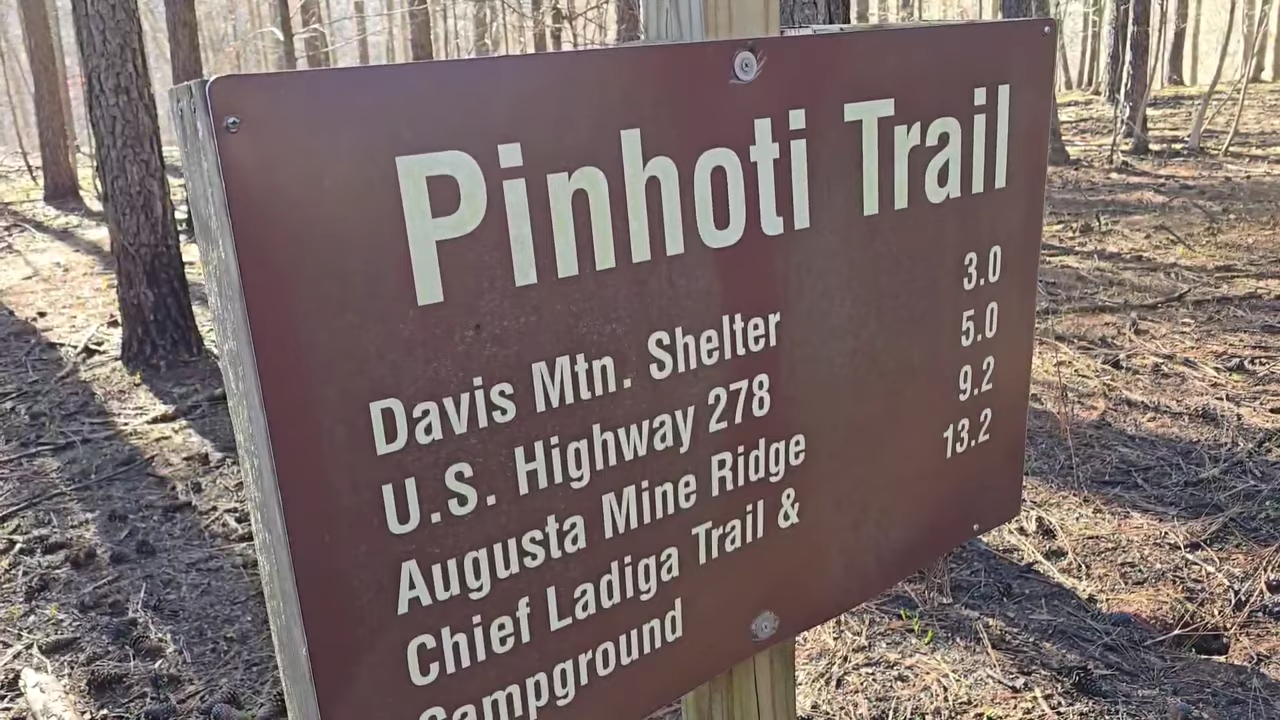 Pinhoti Trail
Davis Mtn. Shelter 3.0
U.S. Highway 278 5.0
Augusta Mine Ridge 9.2
Chief Ladiga Trail & 13.2
Campground